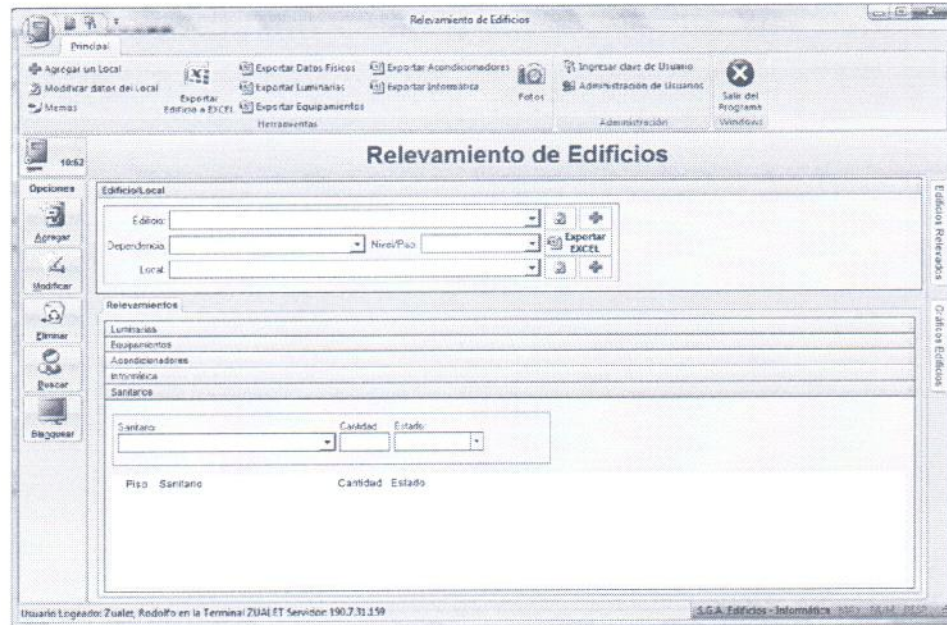 Relevamiento de Edificios
Principal
Agregar un Local
Modificar datos del Local
Memos
Exportar Edificio a EXCEL
Exportar Datos Físicos
Exportar Luminarias
Exportar Equipamientos
Exportar Acondicionadores
Exportar Informática
Fotos
Herramientas
Ingresar clave de Usuario
Administración de Usuarios
Administración
Salir del Programa
Windows
10:52
Relevamiento de Edificios
Opciones
Agregar
Modificar
Eliminar
Buscar
Bloquear
Edificio/Local
Edificio:
Dependencia:
Nivel/Piso:
Exportar EXCEL
Local:
Relevamientos
Luminarias
Equipamientos
Acondicionadores
Informática
Sanitarios
Sanitario:
Cantidad
Estado:
Piso Sanitario Cantidad Estado
Edificios Relevados
Gráficos Edificios
Usuario Logeado: Zualet, Rodolfo en la Terminal ZUALET Servidor: 190.7.31.159
S.G.A. Edificios - Informática